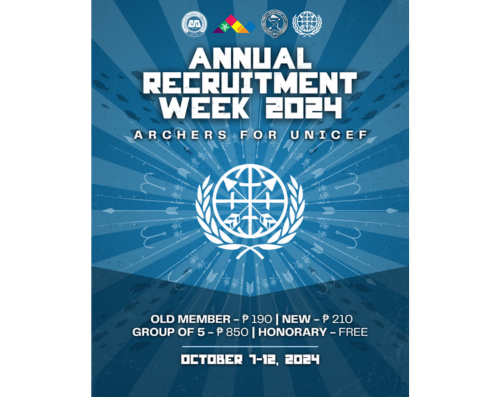 ANNUAL
RECRUITMENT
WEEK 2024
ARCHERS FOR UNICEF
OLD MEMBER – ₱ 190 | NEW – ₱ 210
GROUP OF 5 – ₱ 850 | HONORARY – FREE
OCTOBER 7-12, 2024